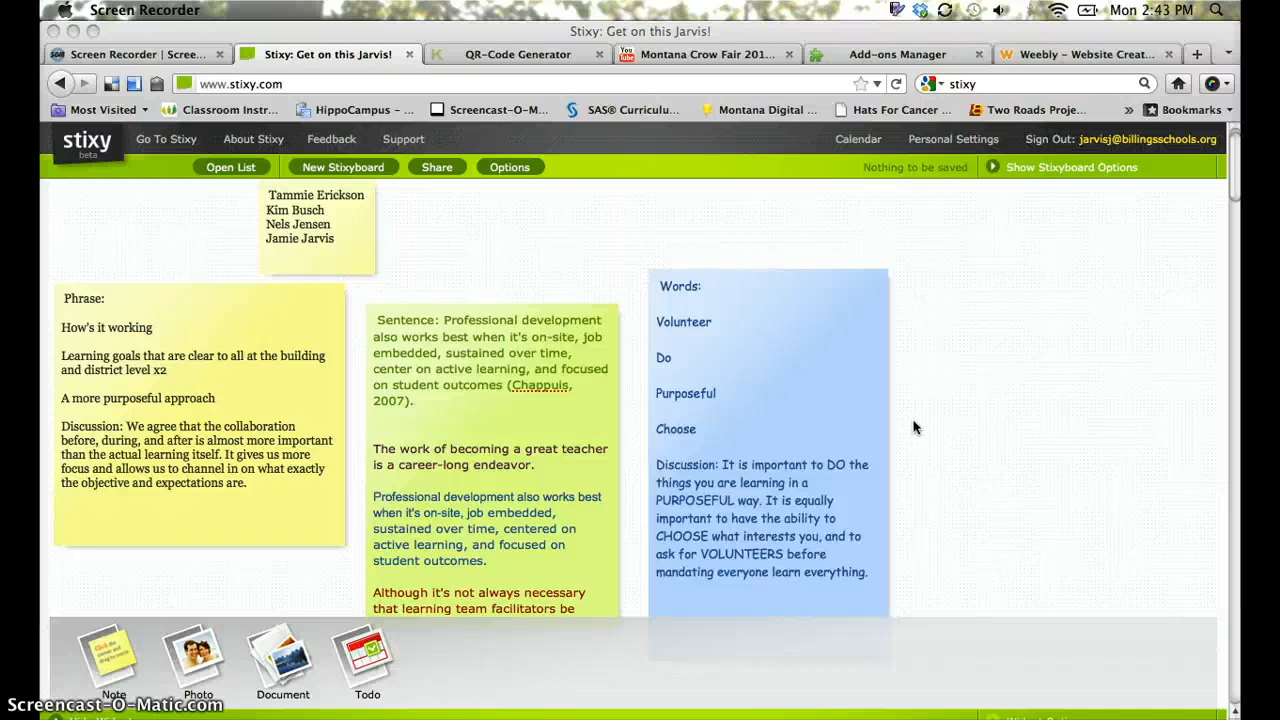 Screen Recorder
Mon 2:43 PM
Stixy: Get on this Jarvis!
Screen Recorder | Scree...
Stixy: Get on this Jarvis!
QR-Code Generator
Montana Crow Fair 201...
Add-ons Manager
Weebly - Website Creat...
www.stixy.com
stixy
Most Visited
Classroom Instr...
HippoCampus - ...
Screencast-O-M...
SAS® Curriculu...
Montana Digital ...
Hats For Cancer ...
Two Roads Proje...
Bookmarks
stixy
beta
Go To Stixy
About Stixy
Feedback
Support
Calendar
Personal Settings
Sign Out: jarvisj@billingsschools.org
Open List
New Stixyboard
Share
Options
Nothing to be saved
Show Stixyboard Options
Tammie Erickson
Kim Busch
Nels Jensen
Jamie Jarvis
Phrase:
How's it working
Learning goals that are clear to all at the building
and district level x2
A more purposeful approach
Discussion: We agree that the collaboration
before, during, and after is almost more important
than the actual learning itself. It gives us more
focus and allows us to channel in on what exactly
the objective and expectations are.
Sentence: Professional development
also works best when it's on-site, job
embedded, sustained over time,
center on active learning, and focused
on student outcomes (Chappuis,
2007).
The work of becoming a great teacher
is a career-long endeavor.
Professional development also works best
when it's on-site, job embedded,
sustained over time, centered on
active learning, and focused on
student outcomes.
Although it's not always necessary
that learning team facilitators be
Words:
Volunteer
Do
Purposeful
Choose
Discussion: It is important to DO the
things you are learning in a
PURPOSEFUL way. It is equally
important to have the ability to
CHOOSE what interests you, and to
ask for VOLUNTEERS before
mandating everyone learn everything.
Note
Photo
Document
Todo
Screencast-O-Matic.com